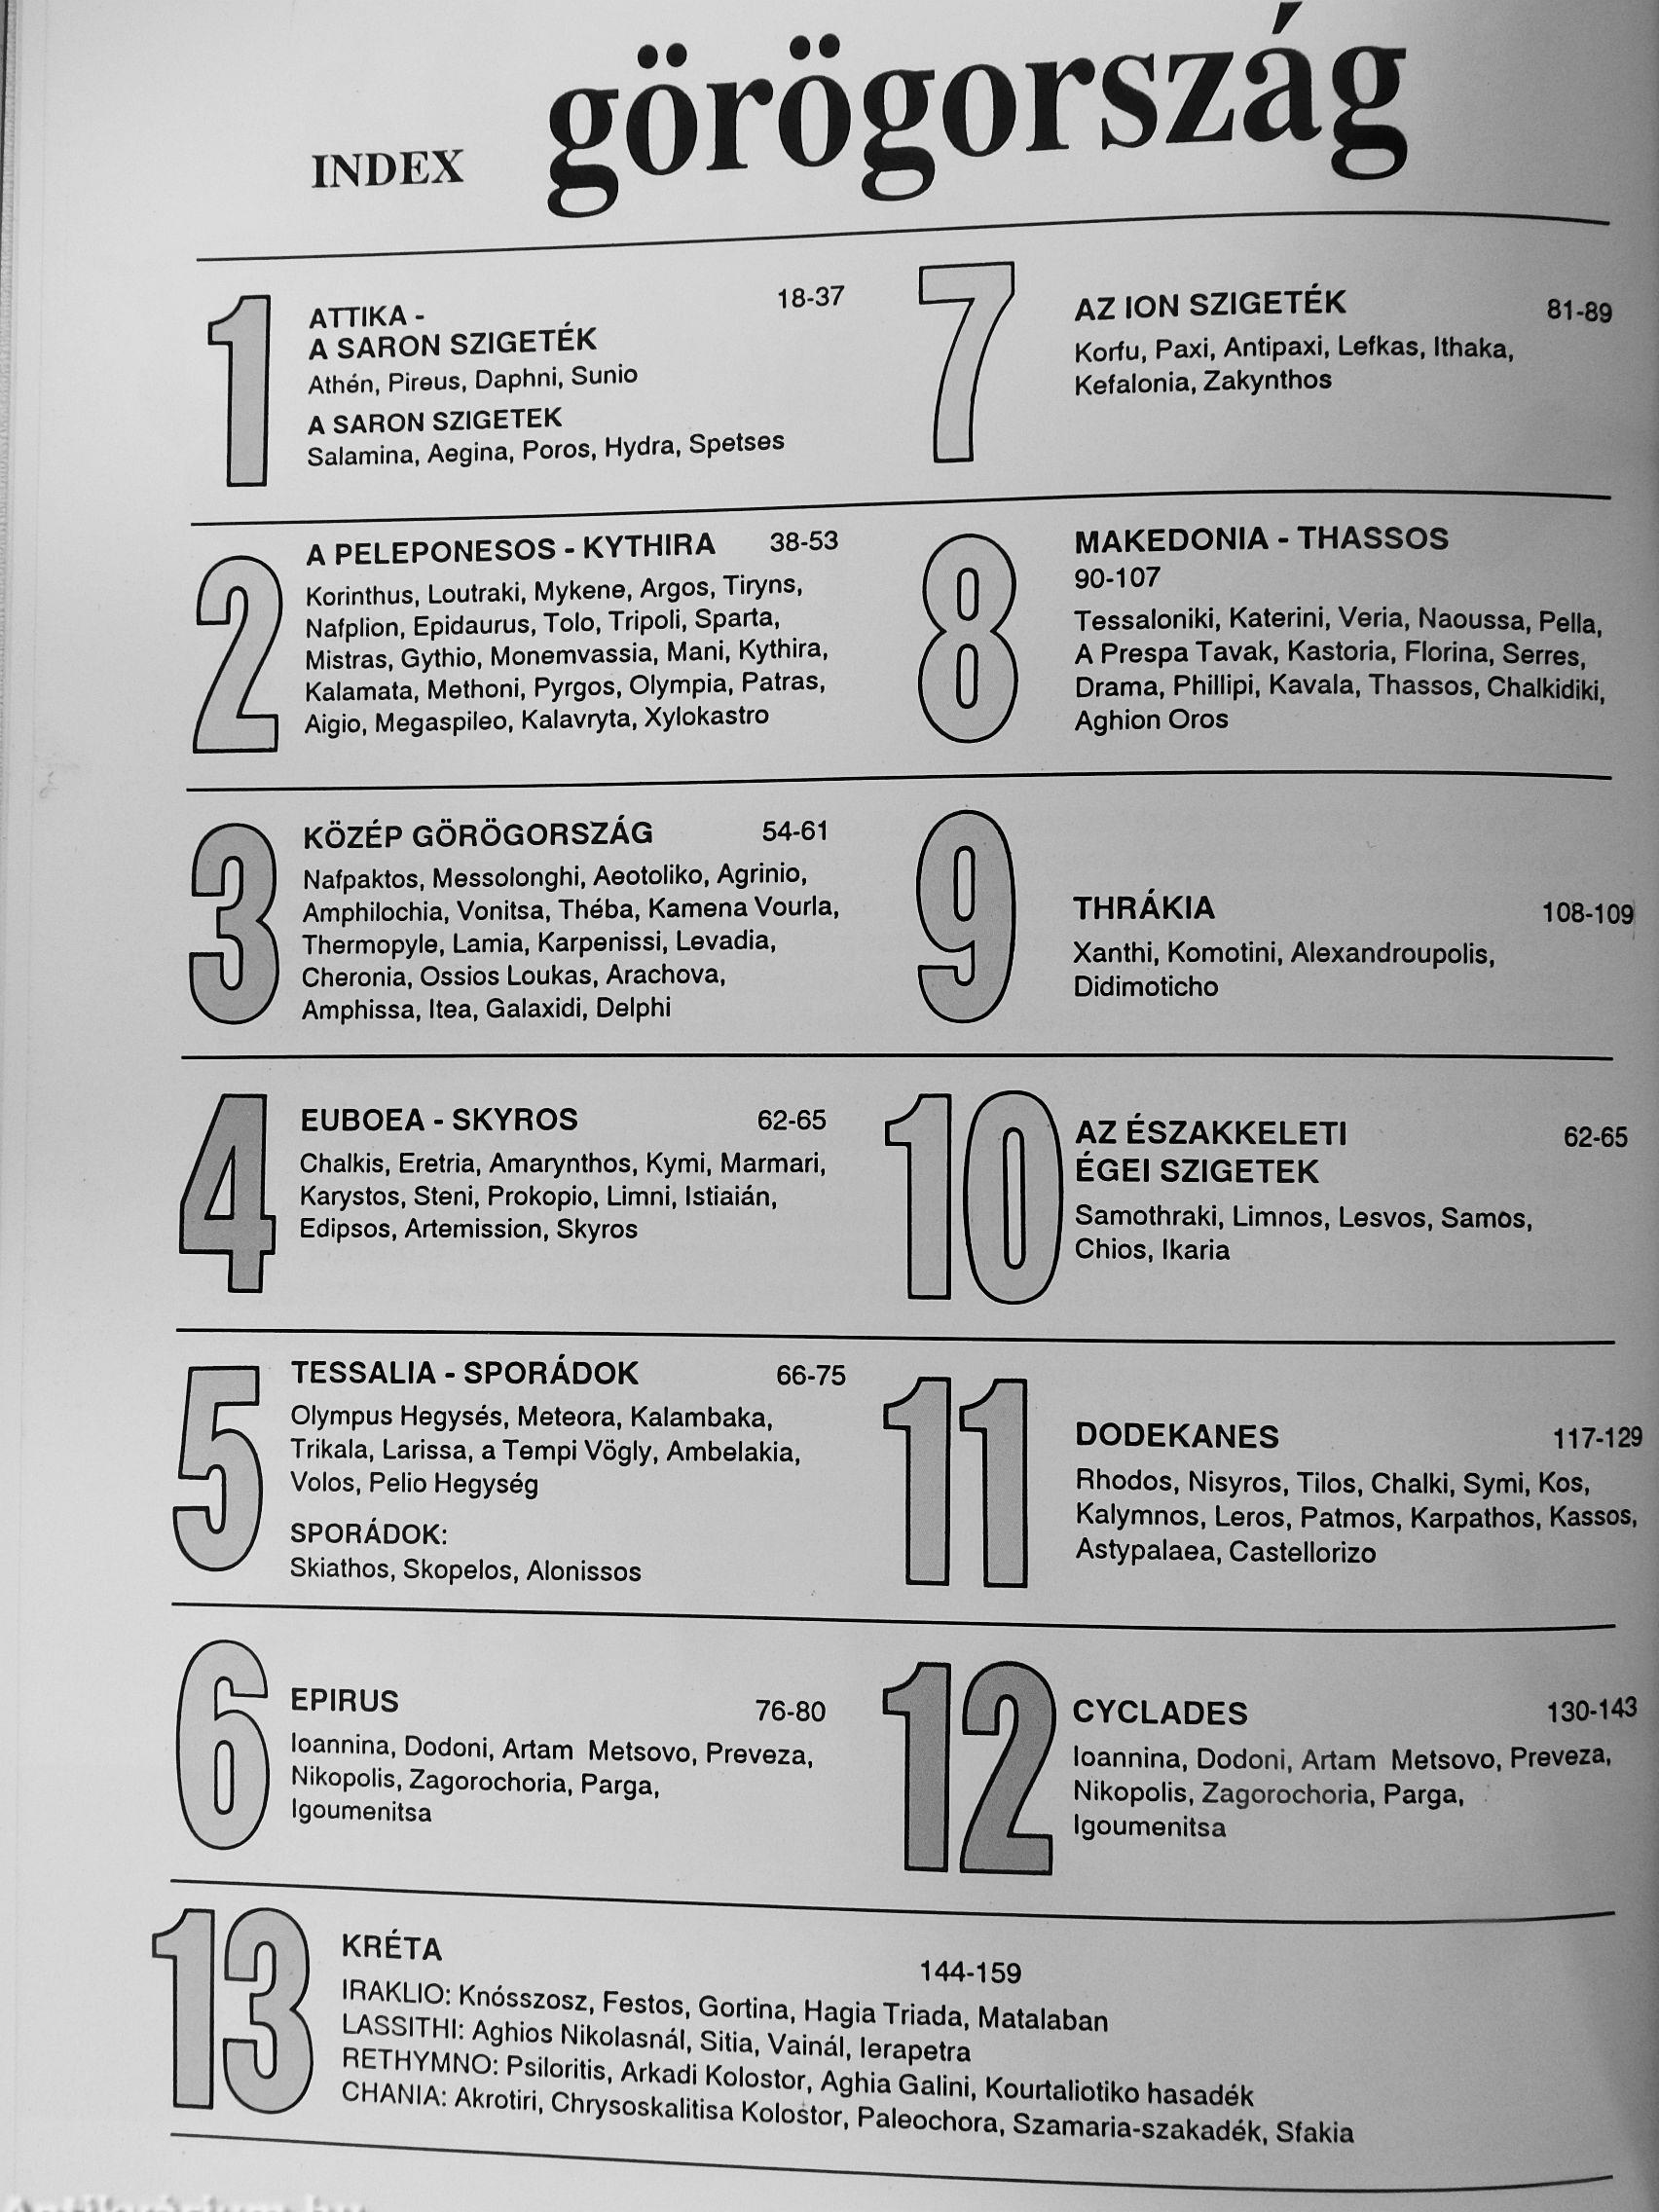 INDEX görögország
1
ATTIKA - 18-37
A SARON SZIGETÉK
Athén, Pireus, Daphni, Sunio
A SARON SZIGETEK
Salamina, Aegina, Poros, Hydra, Spetses
2
A PELEPONESOS - KYTHIRA 38-53
Korinthus, Loutraki, Mykene, Argos, Tiryns,
Nafplion, Epidaurus, Tolo, Tripoli, Sparta,
Mistras, Gythio, Monemvassia, Mani, Kythira,
Kalamata, Methoni, Pyrgos, Olympia, Patras,
Aigio, Megaspileo, Kalavryta, Xylokastro
3
KÖZÉP GÖRÖGORSZÁG 54-61
Nafpaktos, Messolonghi, Aeotoliko, Agrinio,
Amphilochia, Vonitsa, Théba, Kamena Vourla,
Thermopyle, Lamia, Karpenissi, Levadia,
Cheronia, Ossios Loukas, Arachova,
Amphissa, Itea, Galaxidi, Delphi
4
EUBOEA - SKYROS 62-65
Chalkis, Eretria, Amarynthos, Kymi, Marmari,
Karystos, Steni, Prokopio, Limni, Istiaián,
Edipsos, Artemission, Skyros
5
TESSALIA - SPORÁDOK 66-75
Olympus Hegysés, Meteora, Kalambaka,
Trikala, Larissa, a Tempi Vögly, Ambelakia,
Volos, Pelio Hegység
SPORÁDOK:
Skiathos, Skopelos, Alonissos
6
EPIRUS 76-80
Ioannina, Dodoni, Artam Metsovo, Preveza,
Nikopolis, Zagorochoria, Parga,
Igoumenitsa
7
AZ ION SZIGETÉK 81-89
Korfu, Paxi, Antipaxi, Lefkas, Ithaka,
Kefalonia, Zakynthos
8
MAKEDONIA - THASSOS
90-107
Tessaloniki, Katerini, Veria, Naoussa, Pella,
A Prespa Tavak, Kastoria, Florina, Serres,
Drama, Phillipi, Kavala, Thassos, Chalkidiki,
Aghion Oros
9
THRÁKIA 108-109
Xanthi, Komotini, Alexandroupolis,
Didimoticho
10
AZ ÉSZAKKELETI 62-65
ÉGEI SZIGETEK
Samothraki, Limnos, Lesvos, Samos,
Chios, Ikaria
11
DODEKANES 117-129
Rhodos, Nisyros, Tilos, Chalki, Symi, Kos,
Kalymnos, Leros, Patmos, Karpathos, Kassos,
Astypalaea, Castellorizo
12
CYCLADES 130-143
Ioannina, Dodoni, Artam Metsovo, Preveza,
Nikopolis, Zagorochoria, Parga,
Igoumenitsa
13
KRÉTA 144-159
IRAKLIO: Knósszosz, Festos, Gortina, Hagia Triada, Matalaban
LASSITHI: Aghios Nikolasnál, Sitia, Vainál, Ierapetra
RETHYMNO: Psiloritis, Arkadi Kolostor, Aghia Galini, Kourtaliotiko hasadék
CHANIA: Akrotiri, Chrysoskalitisa Kolostor, Paleochora, Szamaria-szakadék, Sfakia